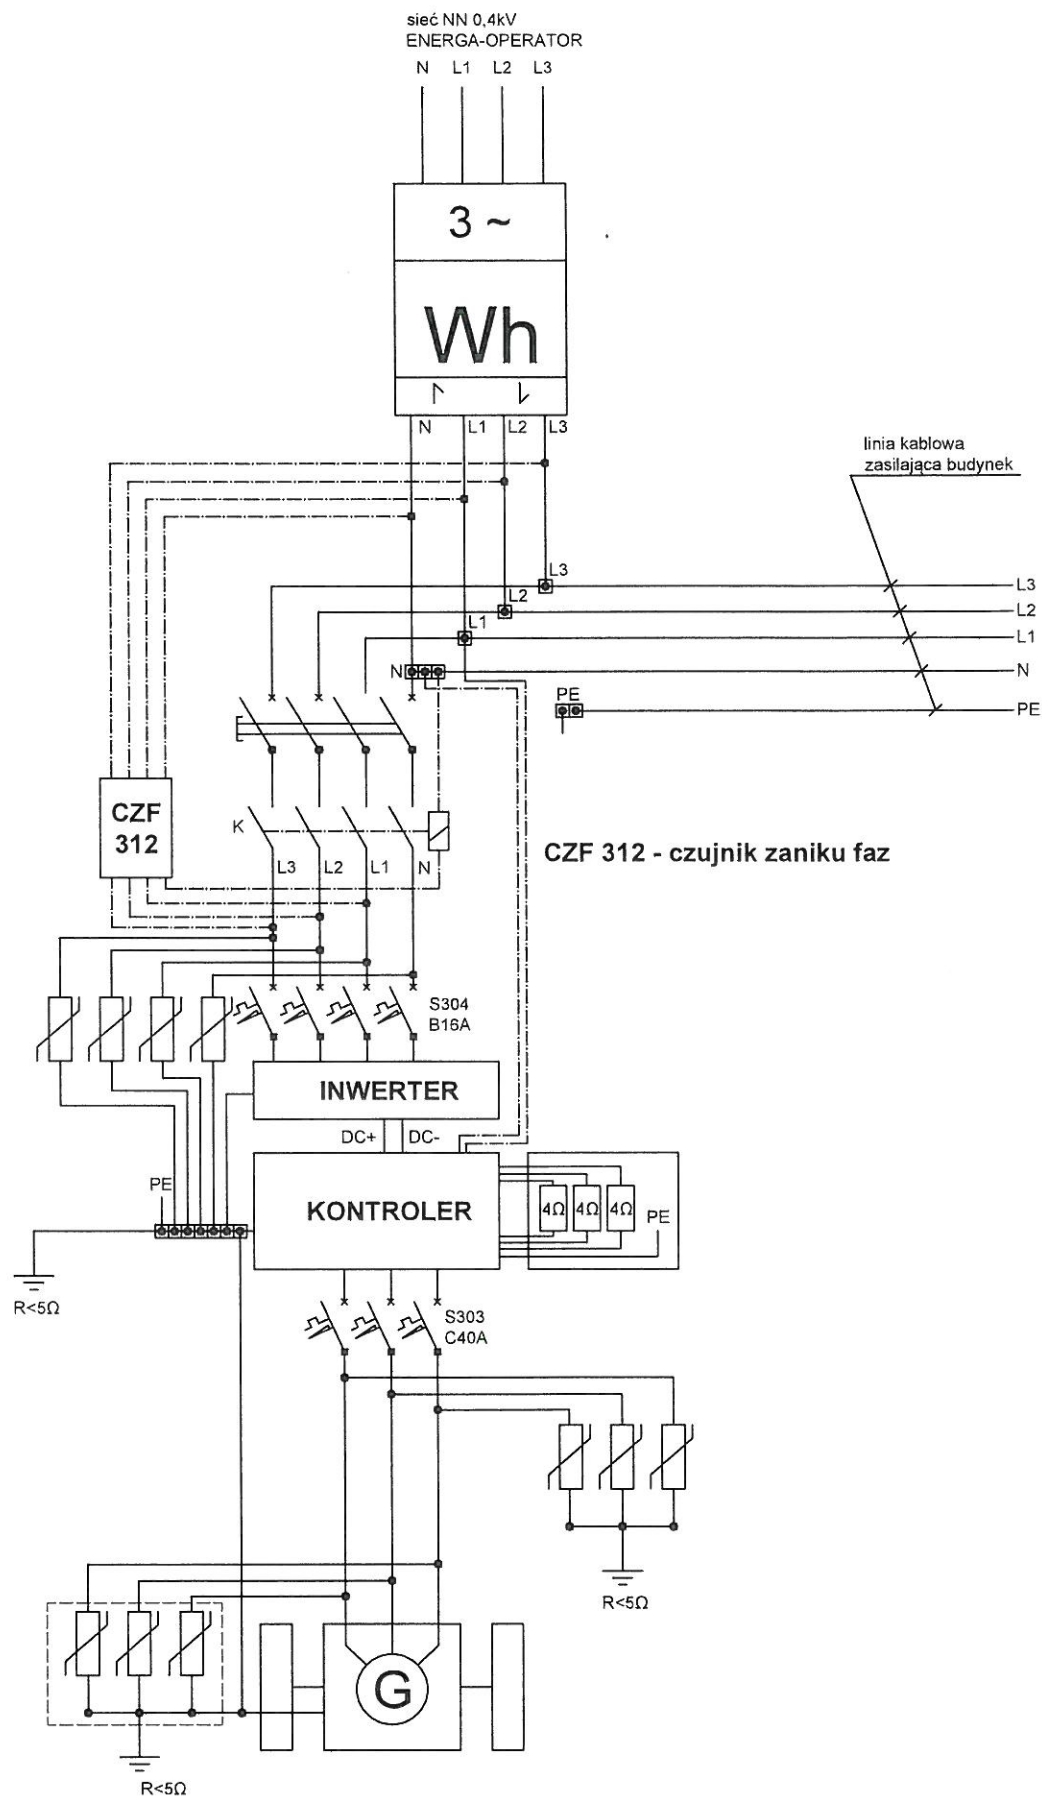 sieć NN 0,4kV
ENERGA-OPERATOR
N L1 L2 L3
3 ~
Wh
N L1 L2 L3
linia kablowa
zasilająca budynek
L3 L3
L2 L2
L1 L1
N N
PE PE
CZF
312
K
CZF 312 - czujnik zaniku faz
L3 L2 L1 N
S304
B16A
INWERTER
DC+ DC-
PE
KONTROLER
4Ω 4Ω 4Ω
PE
R<5Ω
S303
C40A
R<5Ω
G
R<5Ω